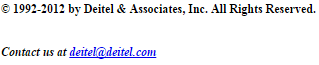 © 1992-2012 by Deitel & Associates, Inc. All Rights Reserved.
Contact us at deitel@deitel.com